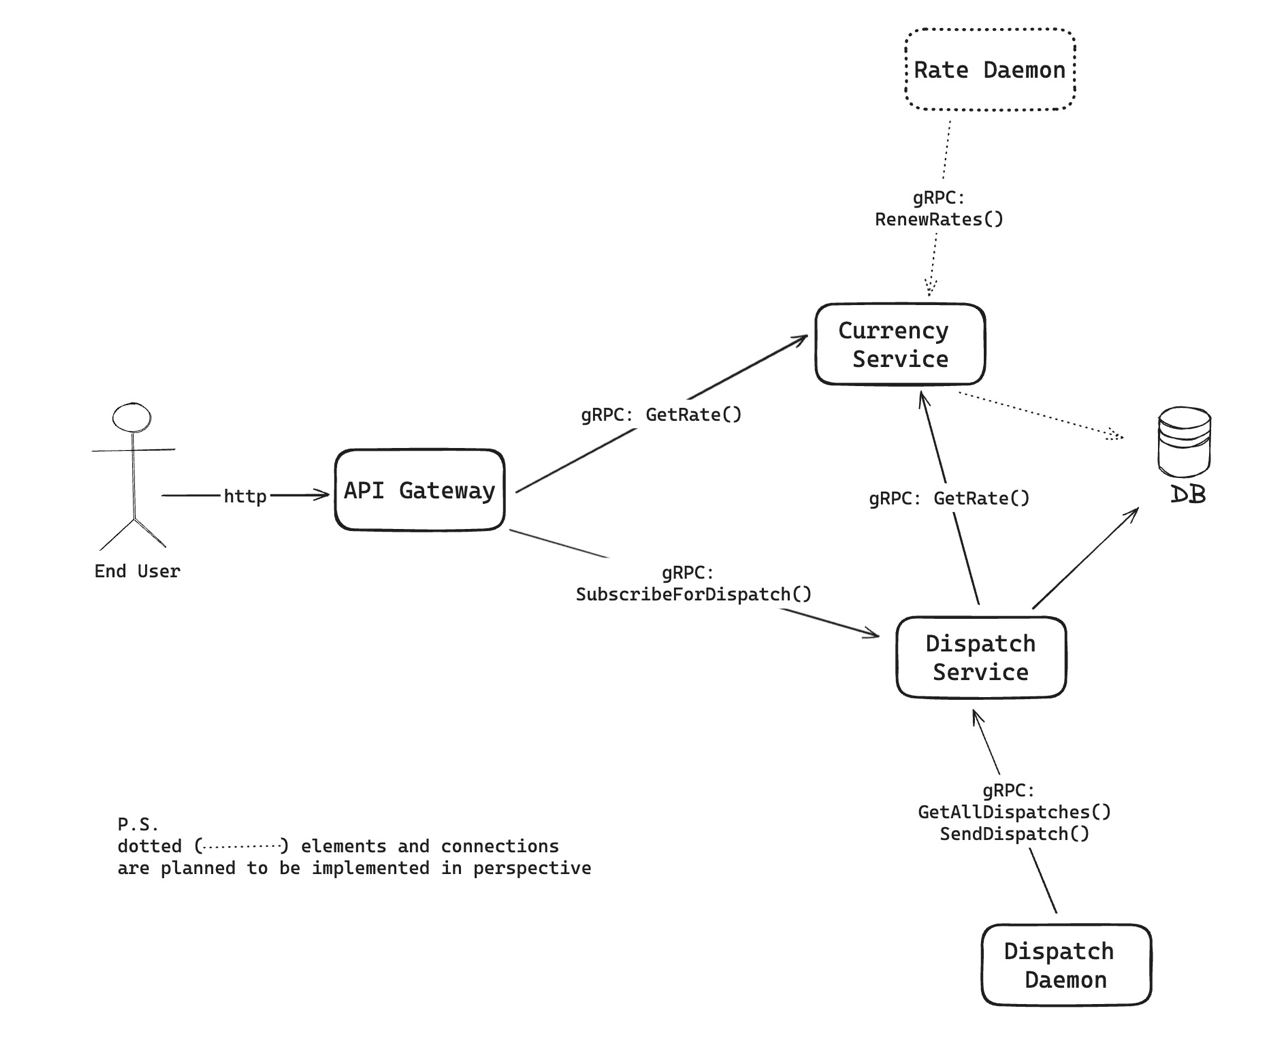 Rate Daemon
gRPC:
RenewRates()
Currency
Service
gRPC: GetRate()
API Gateway
http
End User
DB
gRPC: GetRate()
gRPC:
SubscribeForDispatch()
Dispatch
Service
gRPC:
GetAllDispatches()
SendDispatch()
P.S.
dotted (............) elements and connections
are planned to be implemented in perspective
Dispatch
Daemon